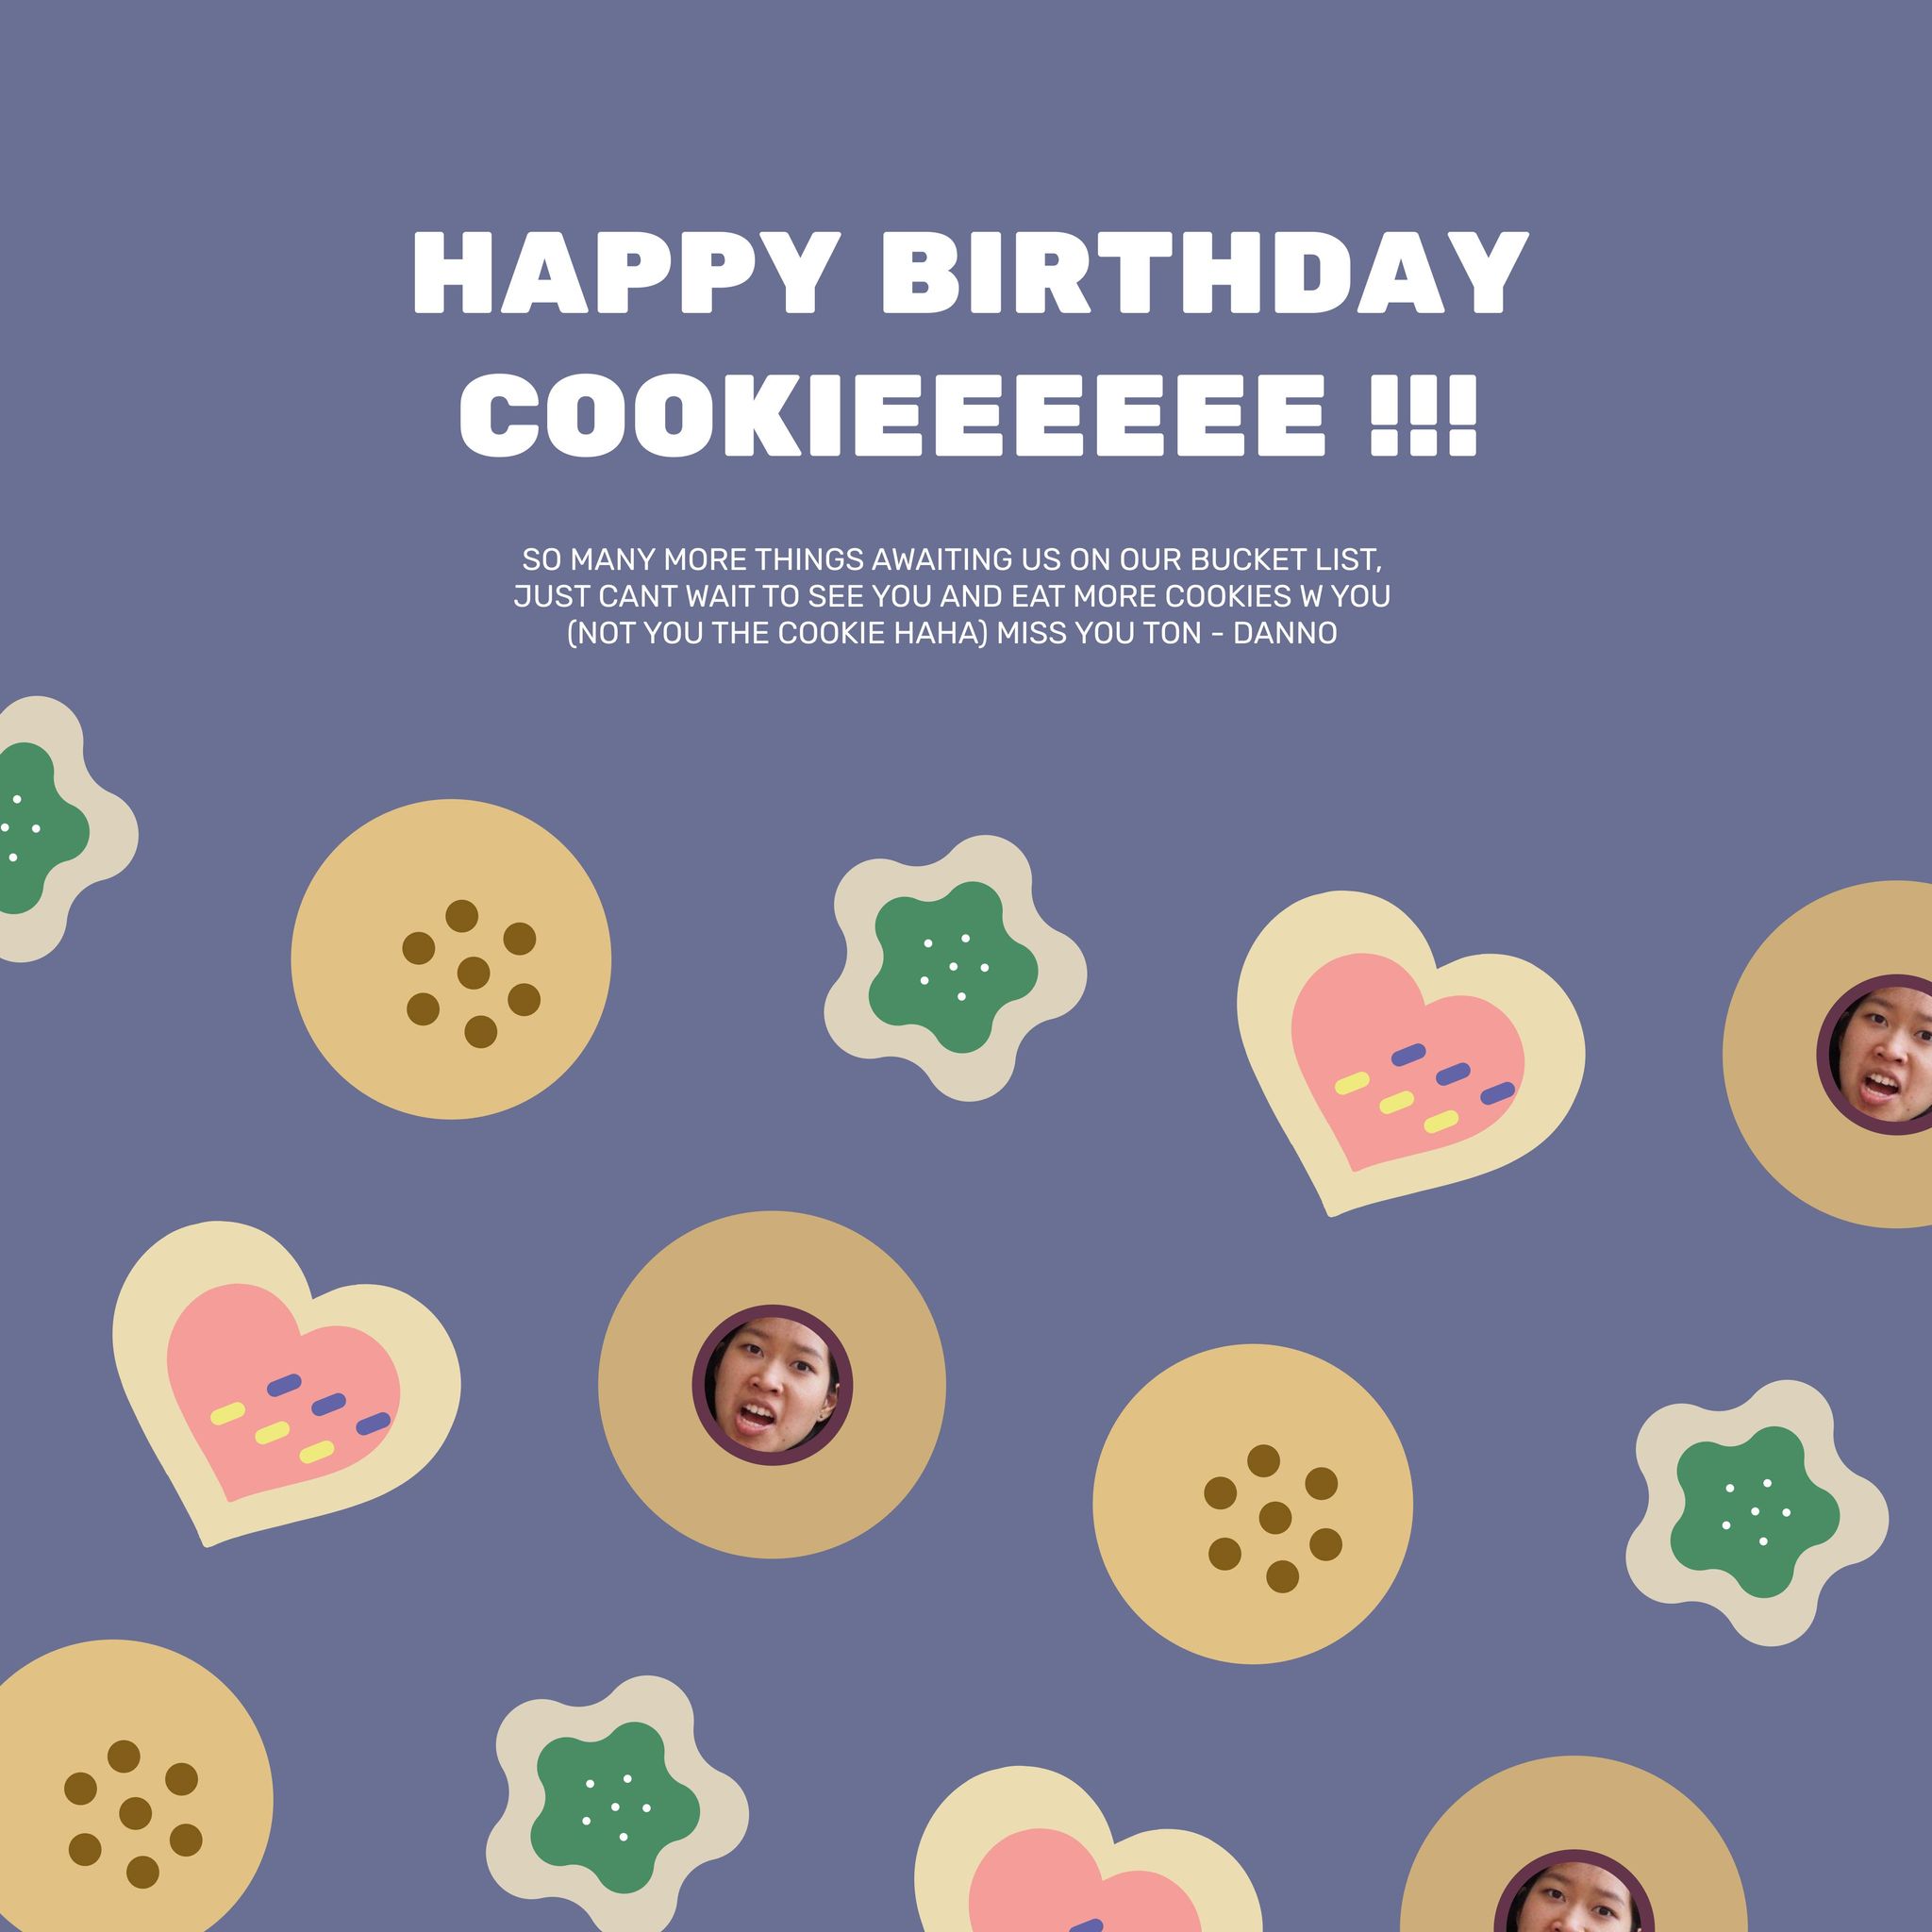 HAPPY BIRTHDAY
COOKIEEEEEE !!!
SO MANY MORE THINGS AWAITING US ON OUR BUCKET LIST,
JUST CANT WAIT TO SEE YOU AND EAT MORE COOKIES W YOU
(NOT YOU THE COOKIE HAHA) MISS YOU TON - DANNO